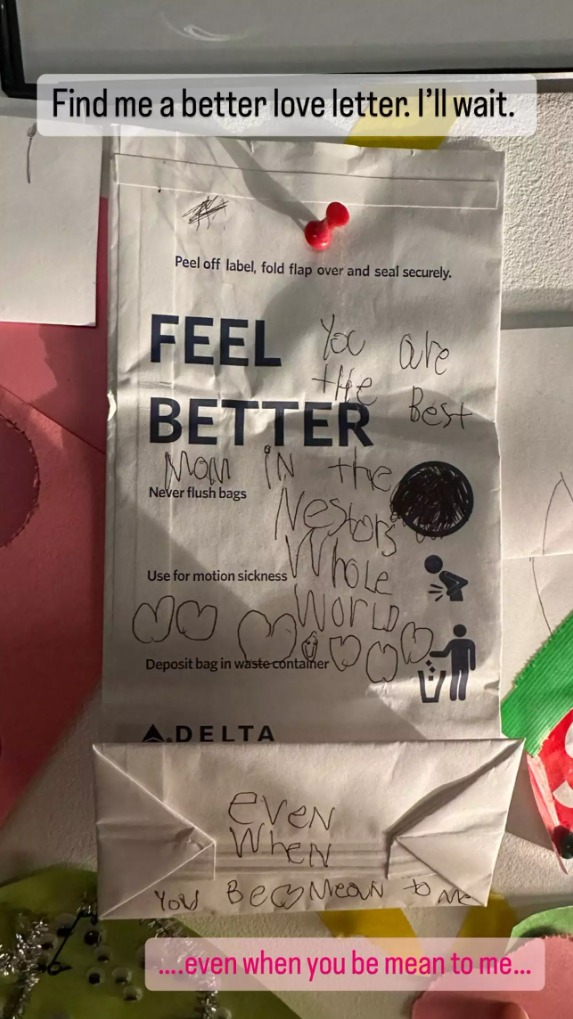 Find me a better love letter. I'll wait.
Peel off label, fold flap over and seal securely.
FEEL
BETTER
You are
the Best
Mom in the
Never flush bags
Nestors
Whole
Use for motion sickness
World
Deposit bag in waste container
DELTA
even
When
You Be Mean to me
....even when you be mean to me...